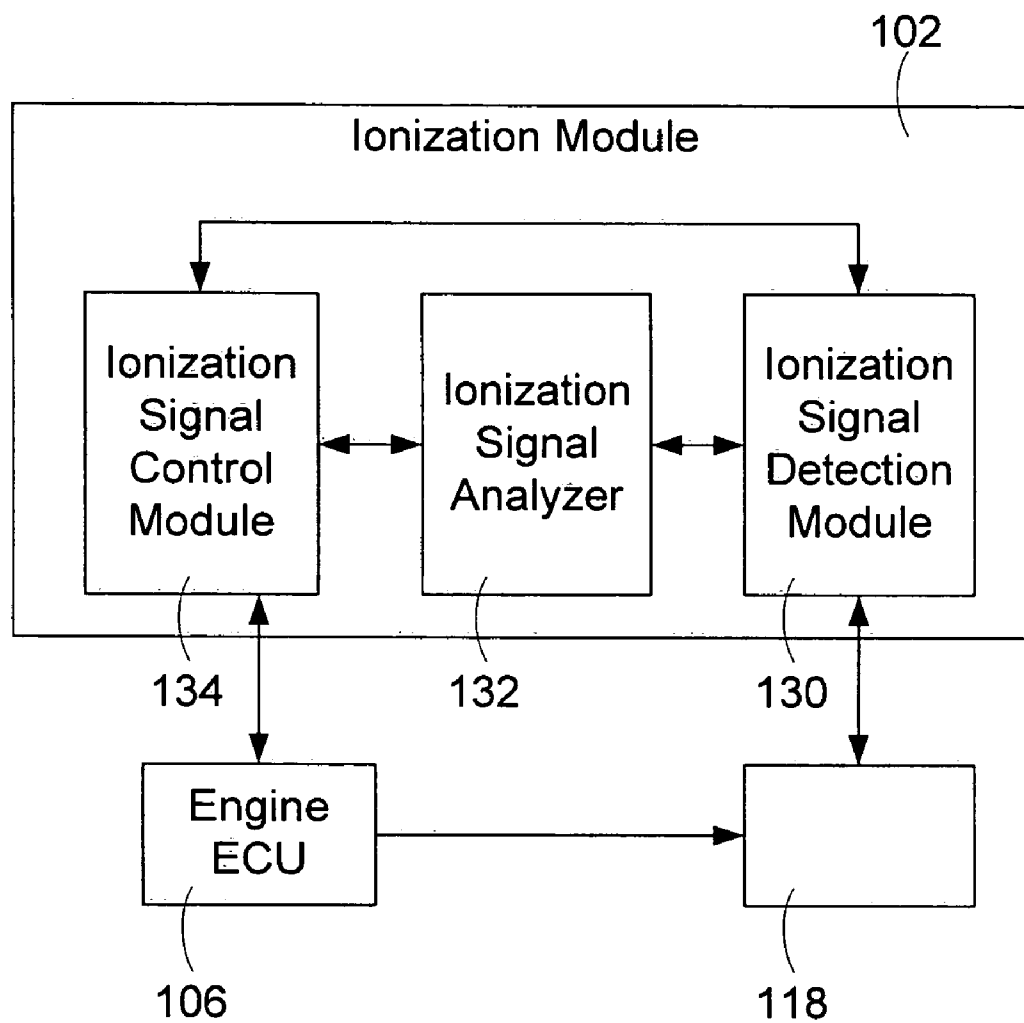 102
Ionization Module
Ionization
Signal
Control
Module
Ionization
Signal
Analyzer
Ionization
Signal
Detection
Module
134
132
130
Engine
ECU
106
118